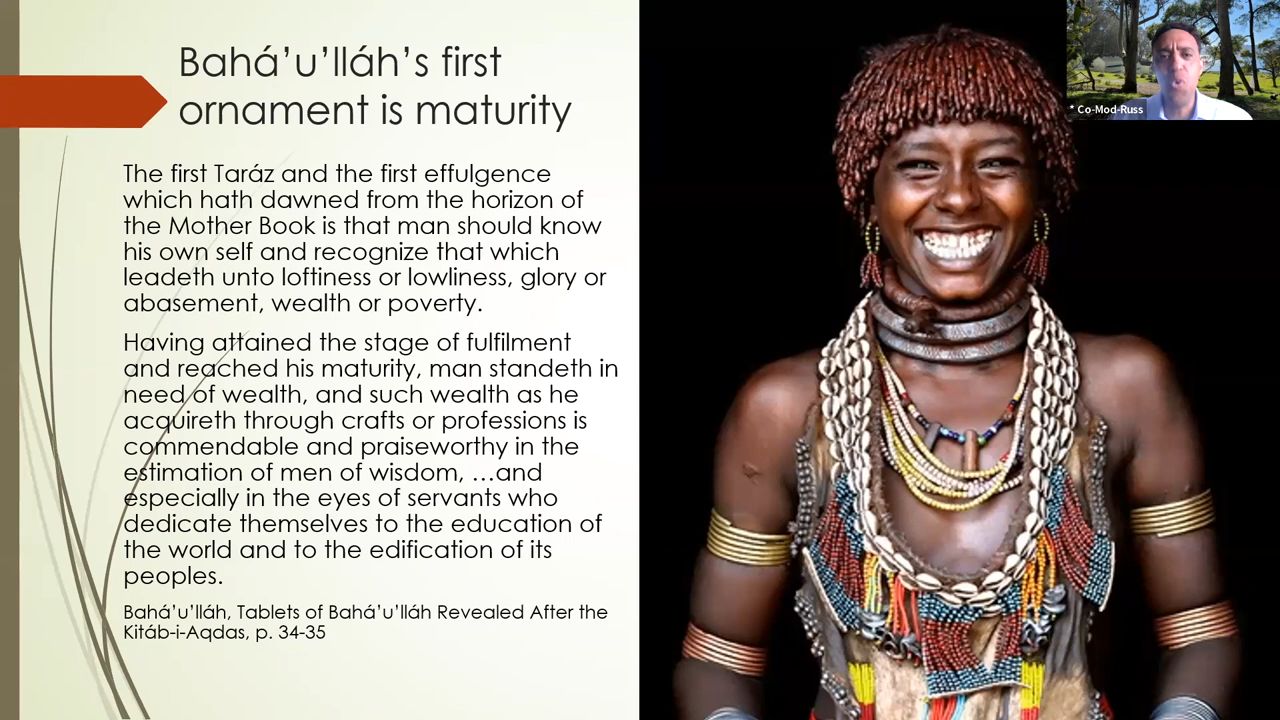 Bahá’u’lláh’s first
ornament is maturity
The first Taráz and the first effulgence
which hath dawned from the horizon of
the Mother Book is that man should know
his own self and recognize that which
leadeth unto loftiness or lowliness, glory or
abasement, wealth or poverty.
Having attained the stage of fulfilment
and reached his maturity, man standeth in
need of wealth, and such wealth as he
acquireth through crafts or professions is
commendable and praiseworthy in the
estimation of men of wisdom, …and
especially in the eyes of servants who
dedicate themselves to the education of
the world and to the edification of its
peoples.
Bahá’u’lláh, Tablets of Bahá’u’lláh Revealed After the
Kitáb-i-Aqdas, p. 34-35
* Co-Mod-Russ